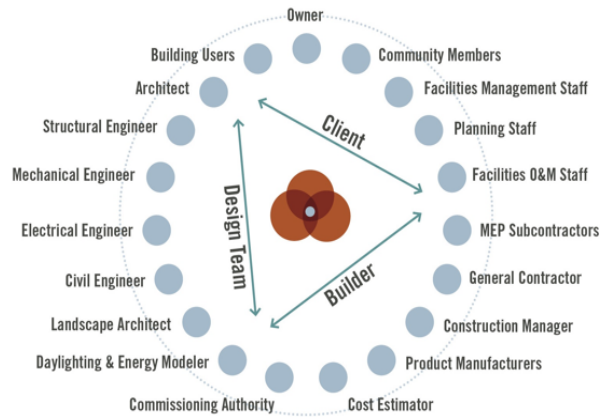 Owner
Building Users
Community Members
Architect
Facilities Management Staff
Structural Engineer
Planning Staff
Client
Mechanical Engineer
Facilities O&M Staff
Design Team
Electrical Engineer
MEP Subcontractors
Civil Engineer
General Contractor
Builder
Landscape Architect
Construction Manager
Daylighting & Energy Modeler
Product Manufacturers
Commissioning Authority
Cost Estimator